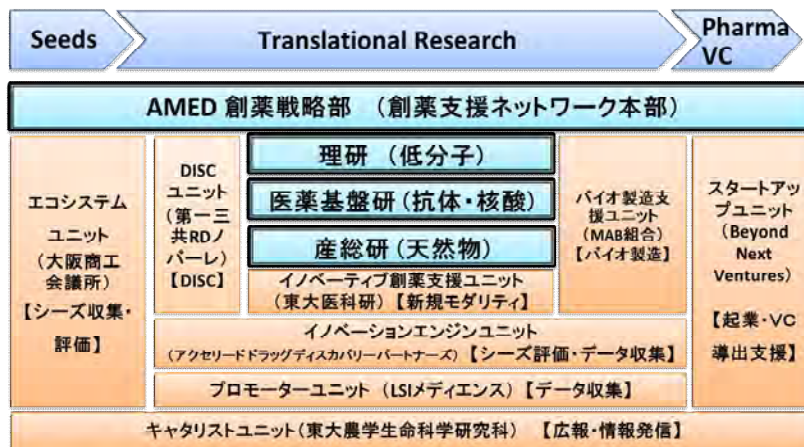 Seeds
Translational Research
Pharma
VC
AMED 創薬戦略部 （創薬支援ネットワーク本部）
エコシステム
ユニット
（大阪商工
会議所）
【シーズ収集・
評価】
DISC
ユニット
（第一三
共RDノ
バーレ）
【DISC】
理研 （低分子）
医薬基盤研（抗体・核酸）
産総研（天然物）
イノベーティブ創薬支援ユニット
（東大医科研）【新規モダリティ】
バイオ製造支
援ユニット
（MAB組合）
【バイオ製造】
スタートアッ
プユニット
（Beyond
Next
Ventures）
【起業・VC
導出支援】
イノベーションエンジンユニット
（アクセリードドラッグディスカバリーパートナーズ）【シーズ評価・データ収集】
プロモーターユニット（LSIメディエンス）【データ収集】
キャタリストユニット（東大農学生命科学研究科） 【広報・情報発信】